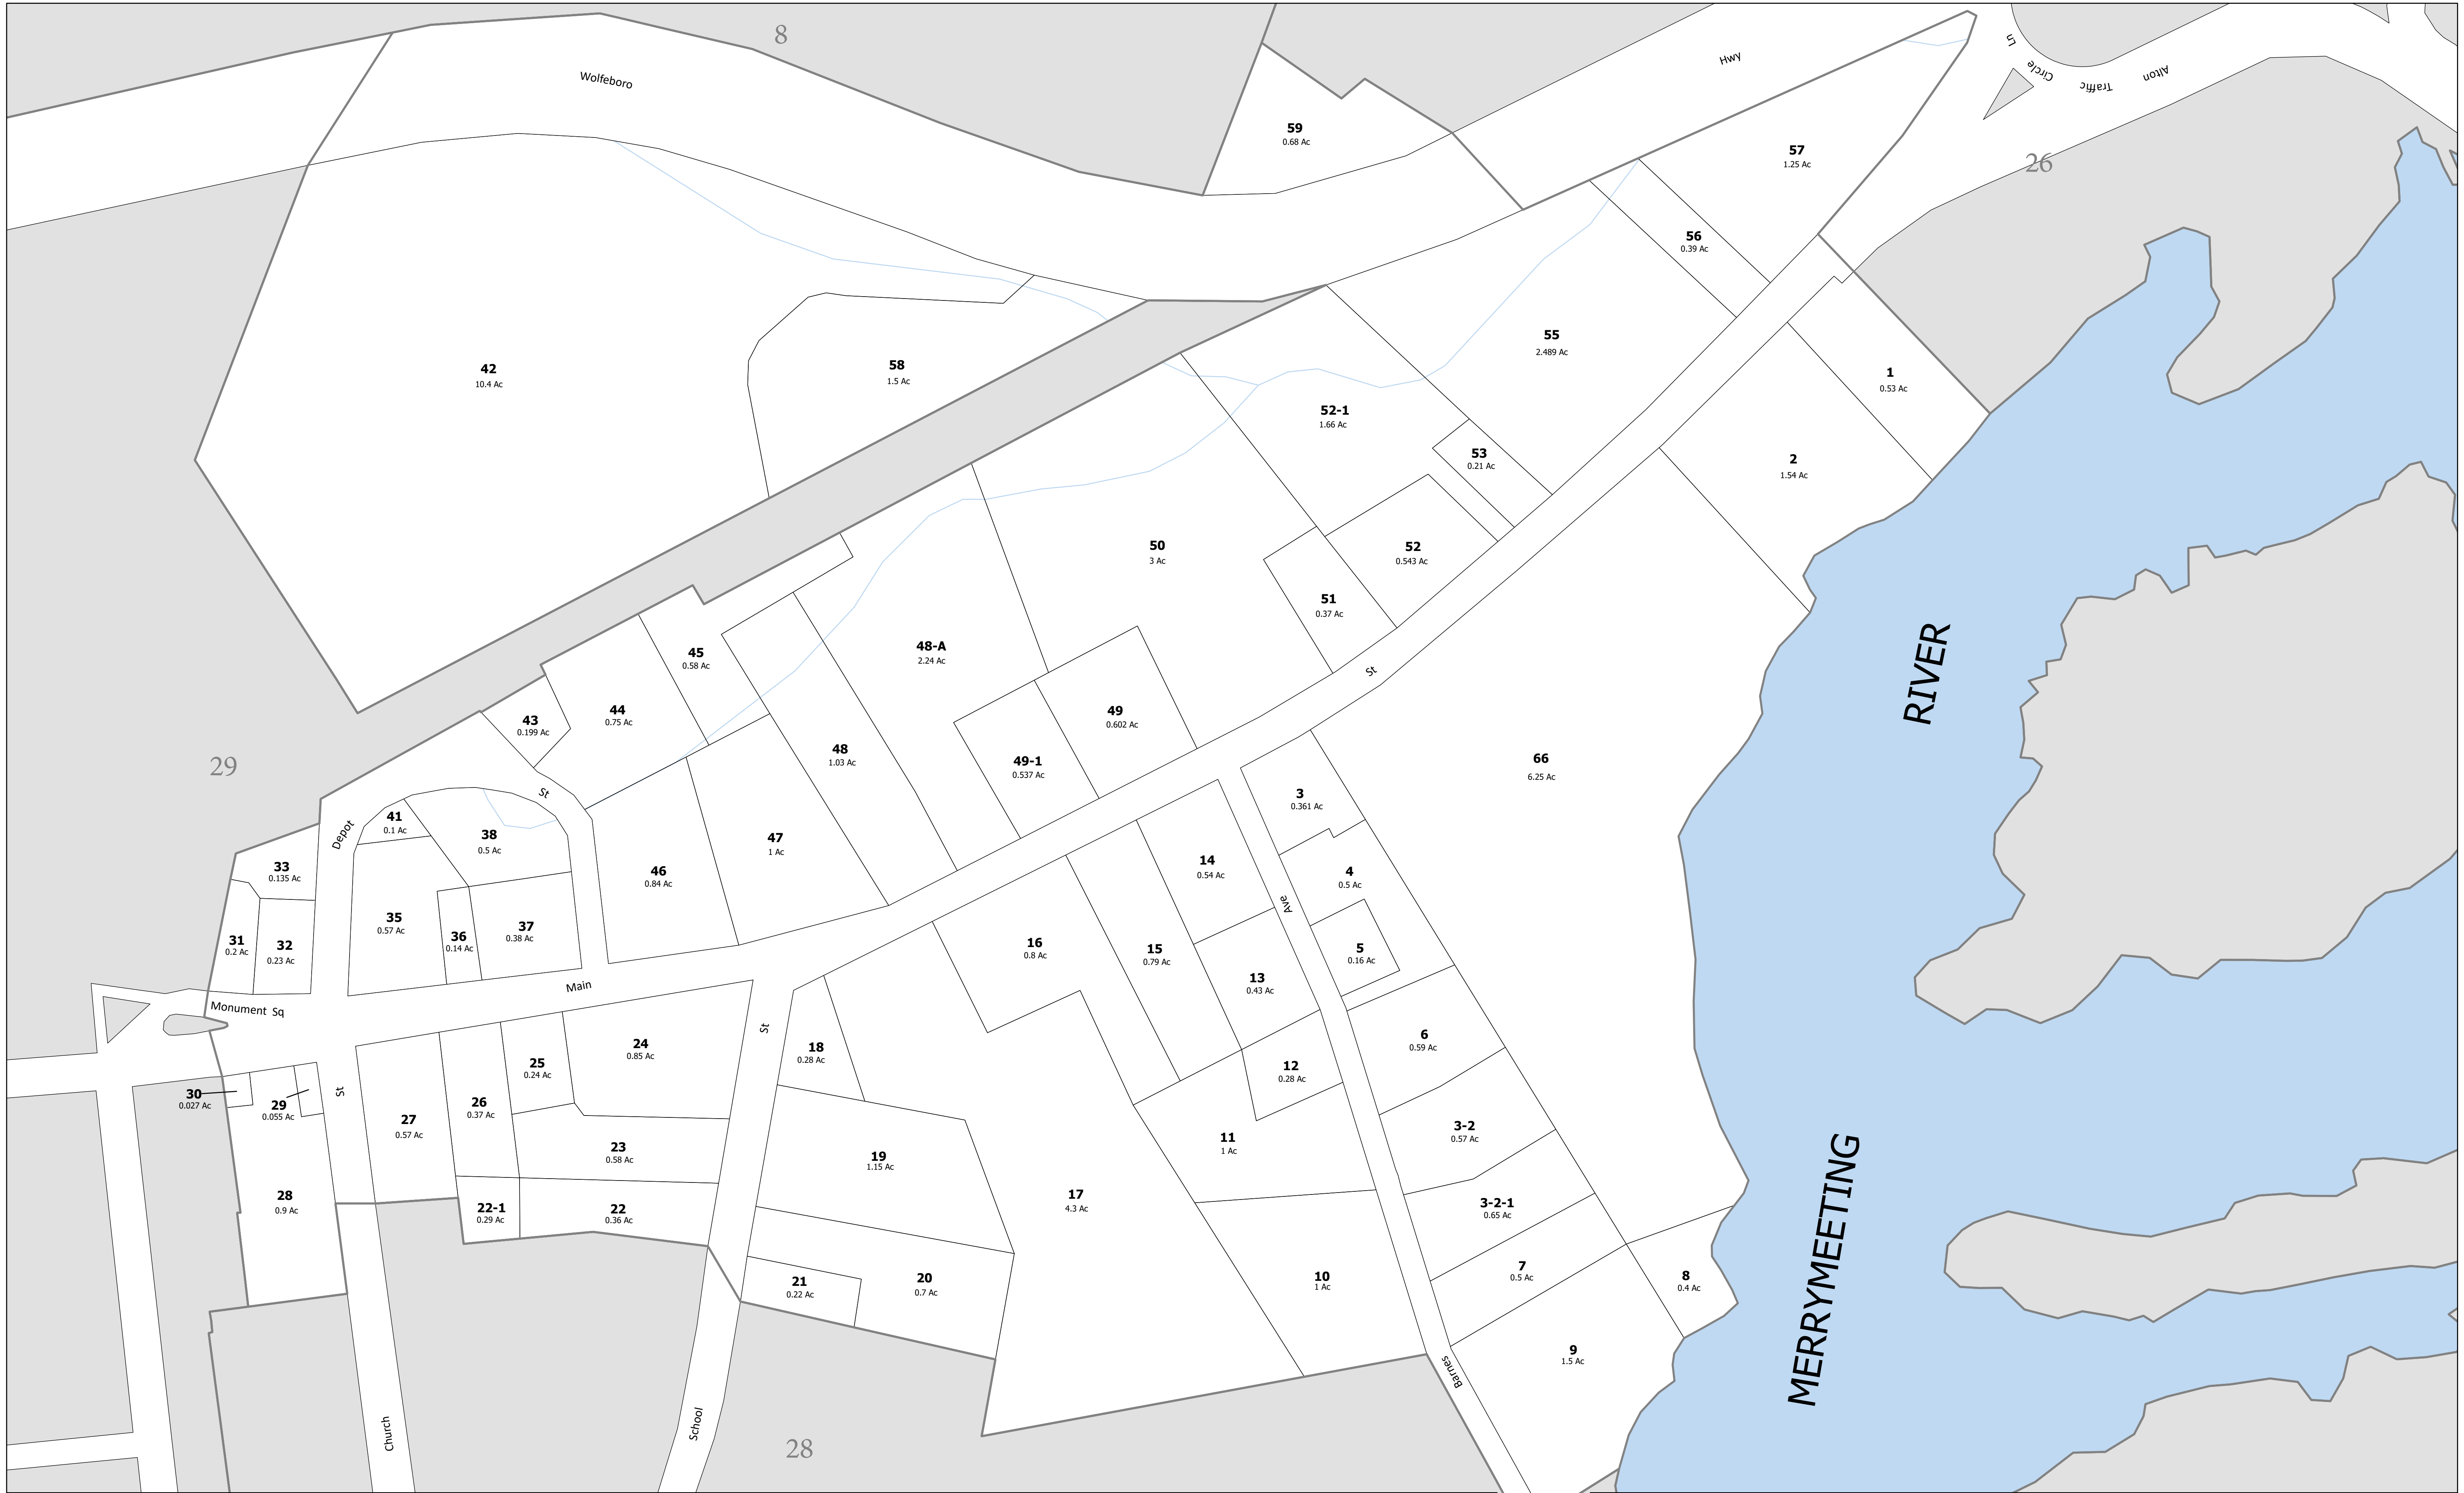 8
Wolfeboro
Hwy
Ln
Circle
Traffic
Alton
59
0.68 Ac
57
1.25 Ac
26
56
0.39 Ac
55
2.489 Ac
42
10.4 Ac
58
1.5 Ac
1
0.53 Ac
52-1
1.66 Ac
53
0.21 Ac
2
1.54 Ac
50
3 Ac
52
0.543 Ac
51
0.37 Ac
45
0.58 Ac
48-A
2.24 Ac
St
RIVER
44
0.75 Ac
43
0.199 Ac
49
0.602 Ac
48
1.03 Ac
49-1
0.537 Ac
29
66
6.25 Ac
St
3
0.361 Ac
41
0.1 Ac
Depot
38
0.5 Ac
47
1 Ac
33
0.135 Ac
46
0.84 Ac
14
0.54 Ac
4
0.5 Ac
Ave
35
0.57 Ac
36
0.14 Ac
37
0.38 Ac
31
0.2 Ac
32
0.23 Ac
16
0.8 Ac
15
0.79 Ac
5
0.16 Ac
13
0.43 Ac
Main
Monument Sq
St
18
0.28 Ac
24
0.85 Ac
25
0.24 Ac
6
0.59 Ac
12
0.28 Ac
St
30
0.027 Ac
29
0.055 Ac
26
0.37 Ac
27
0.57 Ac
3-2
0.57 Ac
11
1 Ac
23
0.58 Ac
19
1.15 Ac
28
0.9 Ac
17
4.3 Ac
22-1
0.29 Ac
22
0.36 Ac
3-2-1
0.65 Ac
MERRYMEETING
7
0.5 Ac
8
0.4 Ac
10
1 Ac
21
0.22 Ac
20
0.7 Ac
9
1.5 Ac
Barnes
Church
School
28